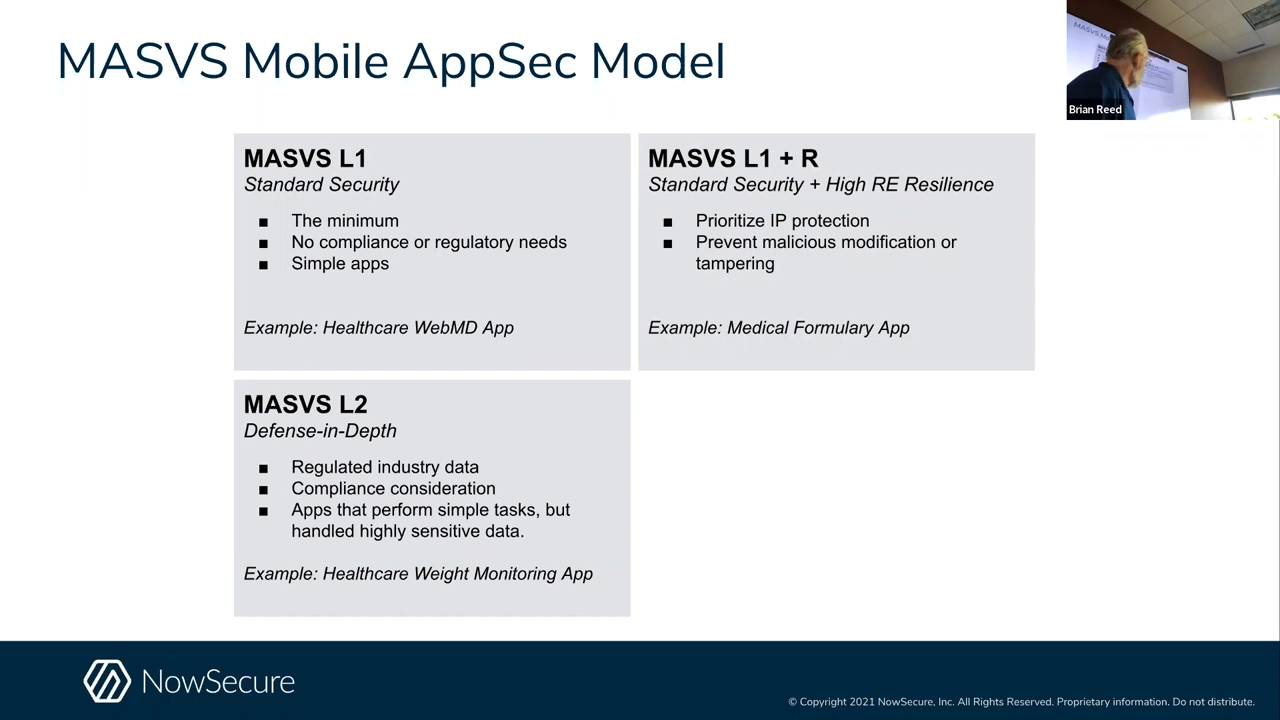 MASVS Mobile AppSec Model
Brian Reed
MASVS L1
Standard Security
■ The minimum
■ No compliance or regulatory needs
■ Simple apps
Example: Healthcare WebMD App
MASVS L1 + R
Standard Security + High RE Resilience
■ Prioritize IP protection
■ Prevent malicious modification or
tampering
Example: Medical Formulary App
MASVS L2
Defense-in-Depth
■ Regulated industry data
■ Compliance consideration
■ Apps that perform simple tasks, but
handled highly sensitive data.
Example: Healthcare Weight Monitoring App
NowSecure
© Copyright 2021 NowSecure, Inc. All Rights Reserved. Proprietary information. Do not distribute.